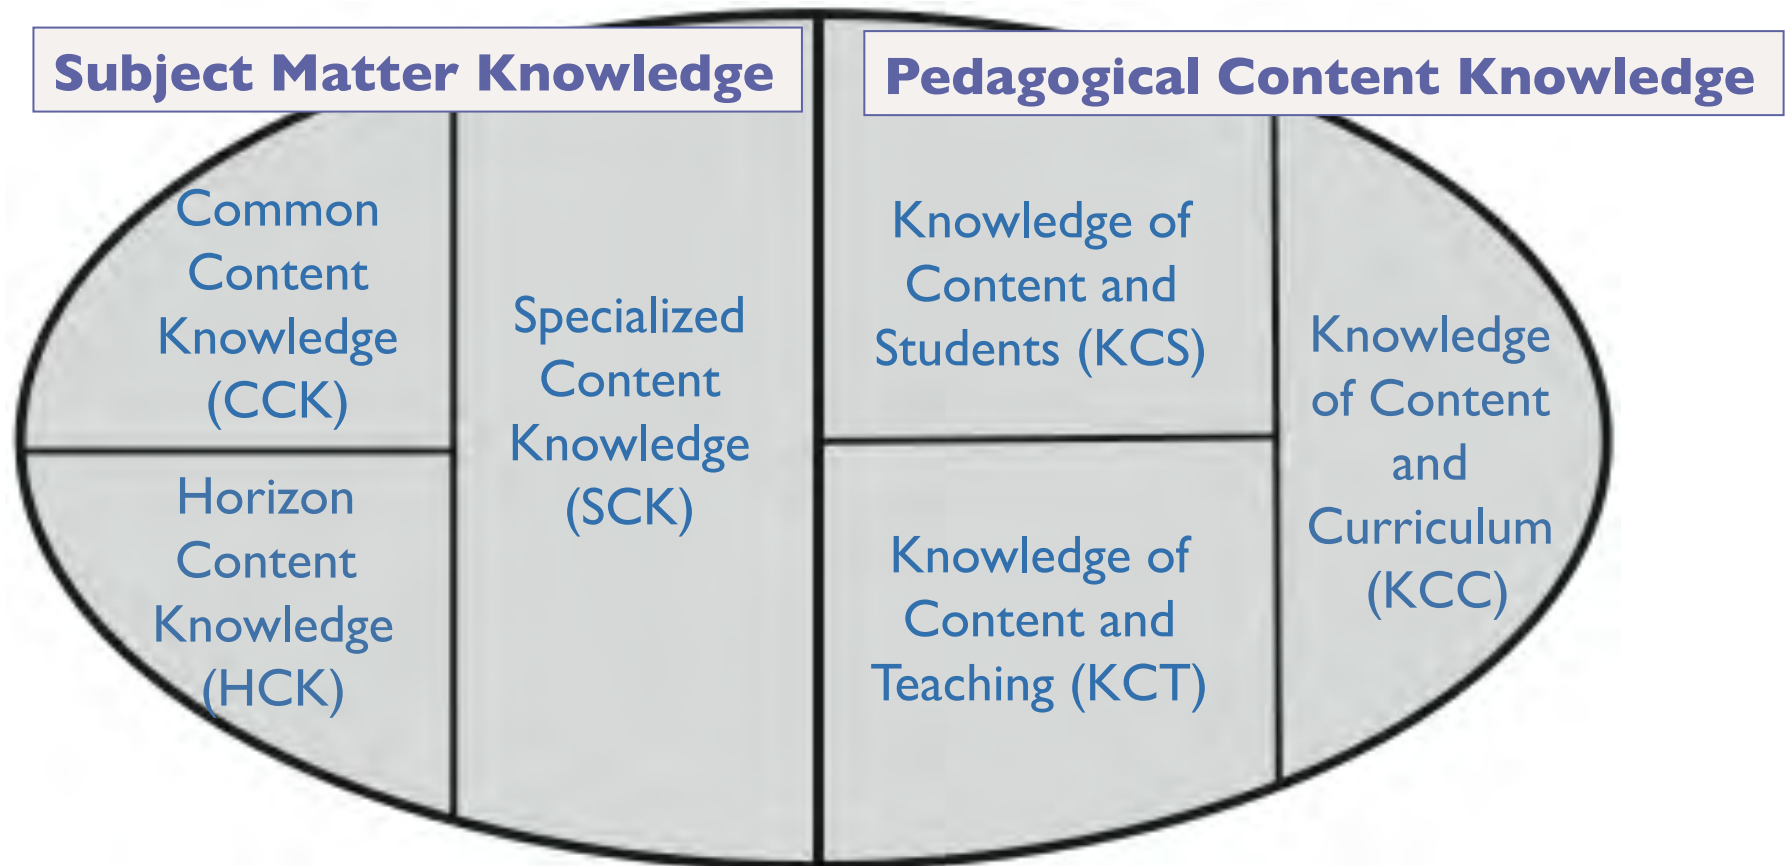 Subject Matter Knowledge
Pedagogical Content Knowledge
Common
Content
Knowledge
(CCK)
Horizon
Content
Knowledge
(HCK)
Specialized
Content
Knowledge
(SCK)
Knowledge of
Content and
Students (KCS)
Knowledge of
Content and
Teaching (KCT)
Knowledge
of Content
and
Curriculum
(KCC)